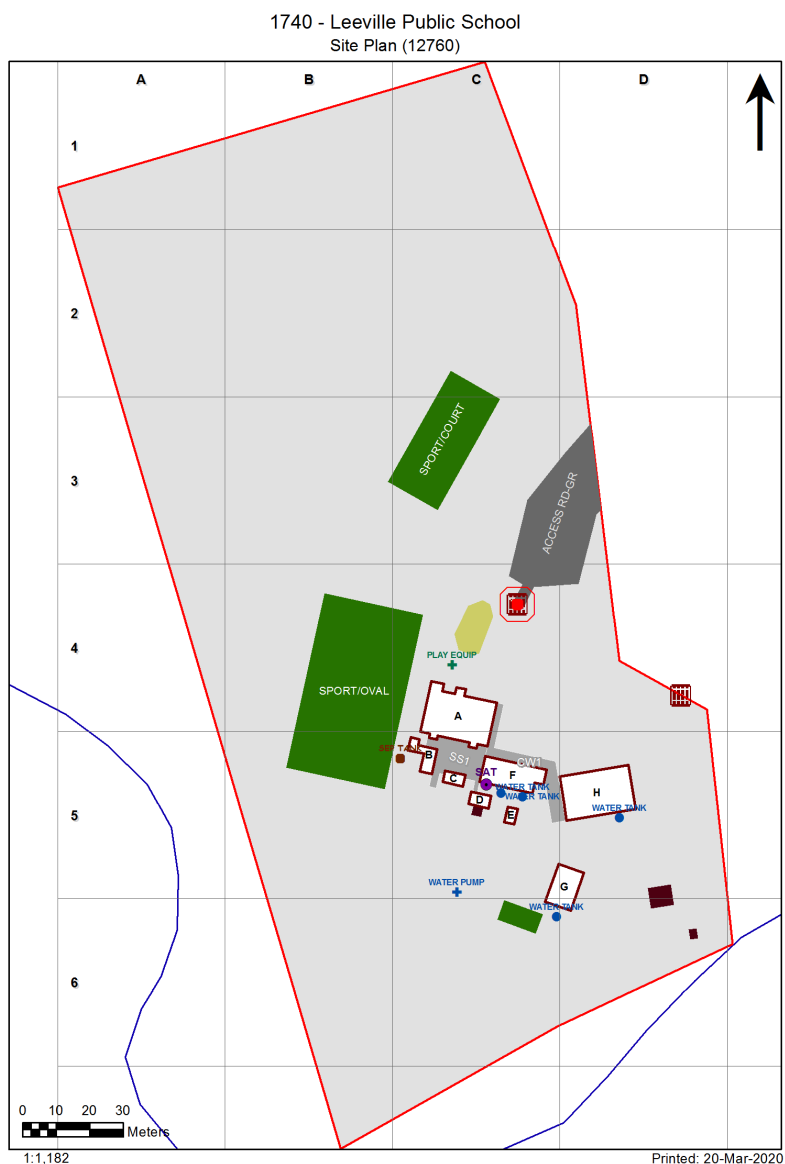 1740 - Leeville Public School
Site Plan (12760)
A B C D
1
2
3
4
5
6
SPORT/COURT
ACCESS RD-GR
PLAY EQUIP
SPORT/OVAL
A
SEP TANK
B
SS1
CW1
C
SAT
F
H
WATER TANK
WATER TANK
D
E
WATER TANK
WATER PUMP
G
WATER TANK
0 10 20 30
Meters
1:1,182
Printed: 20-Mar-2020